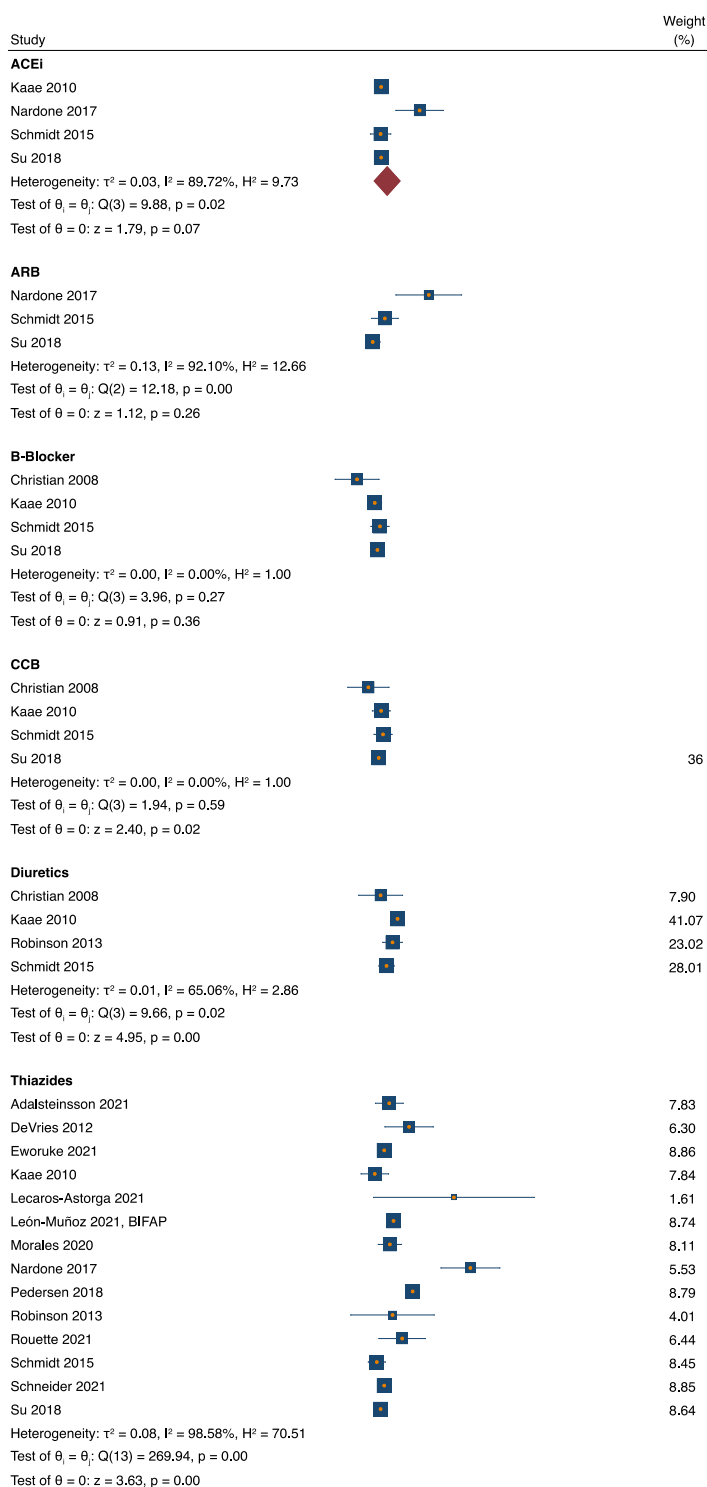 Weight
Study (%)
ACEi
Kaae 2010
Nardone 2017
Schmidt 2015
Su 2018
Heterogeneity: τ² = 0.03, I² = 89.72%, H² = 9.73
Test of θᵢ = θⱼ: Q(3) = 9.88, p = 0.02
Test of θ = 0: z = 1.79, p = 0.07
ARB
Nardone 2017
Schmidt 2015
Su 2018
Heterogeneity: τ² = 0.13, I² = 92.10%, H² = 12.66
Test of θᵢ = θⱼ: Q(2) = 12.18, p = 0.00
Test of θ = 0: z = 1.12, p = 0.26
B-Blocker
Christian 2008
Kaae 2010
Schmidt 2015
Su 2018
Heterogeneity: τ² = 0.00, I² = 0.00%, H² = 1.00
Test of θᵢ = θⱼ: Q(3) = 3.96, p = 0.27
Test of θ = 0: z = 0.91, p = 0.36
CCB
Christian 2008
Kaae 2010
Schmidt 2015
Su 2018 36
Heterogeneity: τ² = 0.00, I² = 0.00%, H² = 1.00
Test of θᵢ = θⱼ: Q(3) = 1.94, p = 0.59
Test of θ = 0: z = 2.40, p = 0.02
Diuretics
Christian 2008 7.90
Kaae 2010 41.07
Robinson 2013 23.02
Schmidt 2015 28.01
Heterogeneity: τ² = 0.01, I² = 65.06%, H² = 2.86
Test of θᵢ = θⱼ: Q(3) = 9.66, p = 0.02
Test of θ = 0: z = 4.95, p = 0.00
Thiazides
Adalsteinsson 2021 7.83
DeVries 2012 6.30
Eworuke 2021 8.86
Kaae 2010 7.84
Lecaros-Astorga 2021 1.61
León-Muñoz 2021, BIFAP 8.74
Morales 2020 8.11
Nardone 2017 5.53
Pedersen 2018 8.79
Robinson 2013 4.01
Rouette 2021 6.44
Schmidt 2015 8.45
Schneider 2021 8.85
Su 2018 8.64
Heterogeneity: τ² = 0.08, I² = 98.58%, H² = 70.51
Test of θᵢ = θⱼ: Q(13) = 269.94, p = 0.00
Test of θ = 0: z = 3.63, p = 0.00